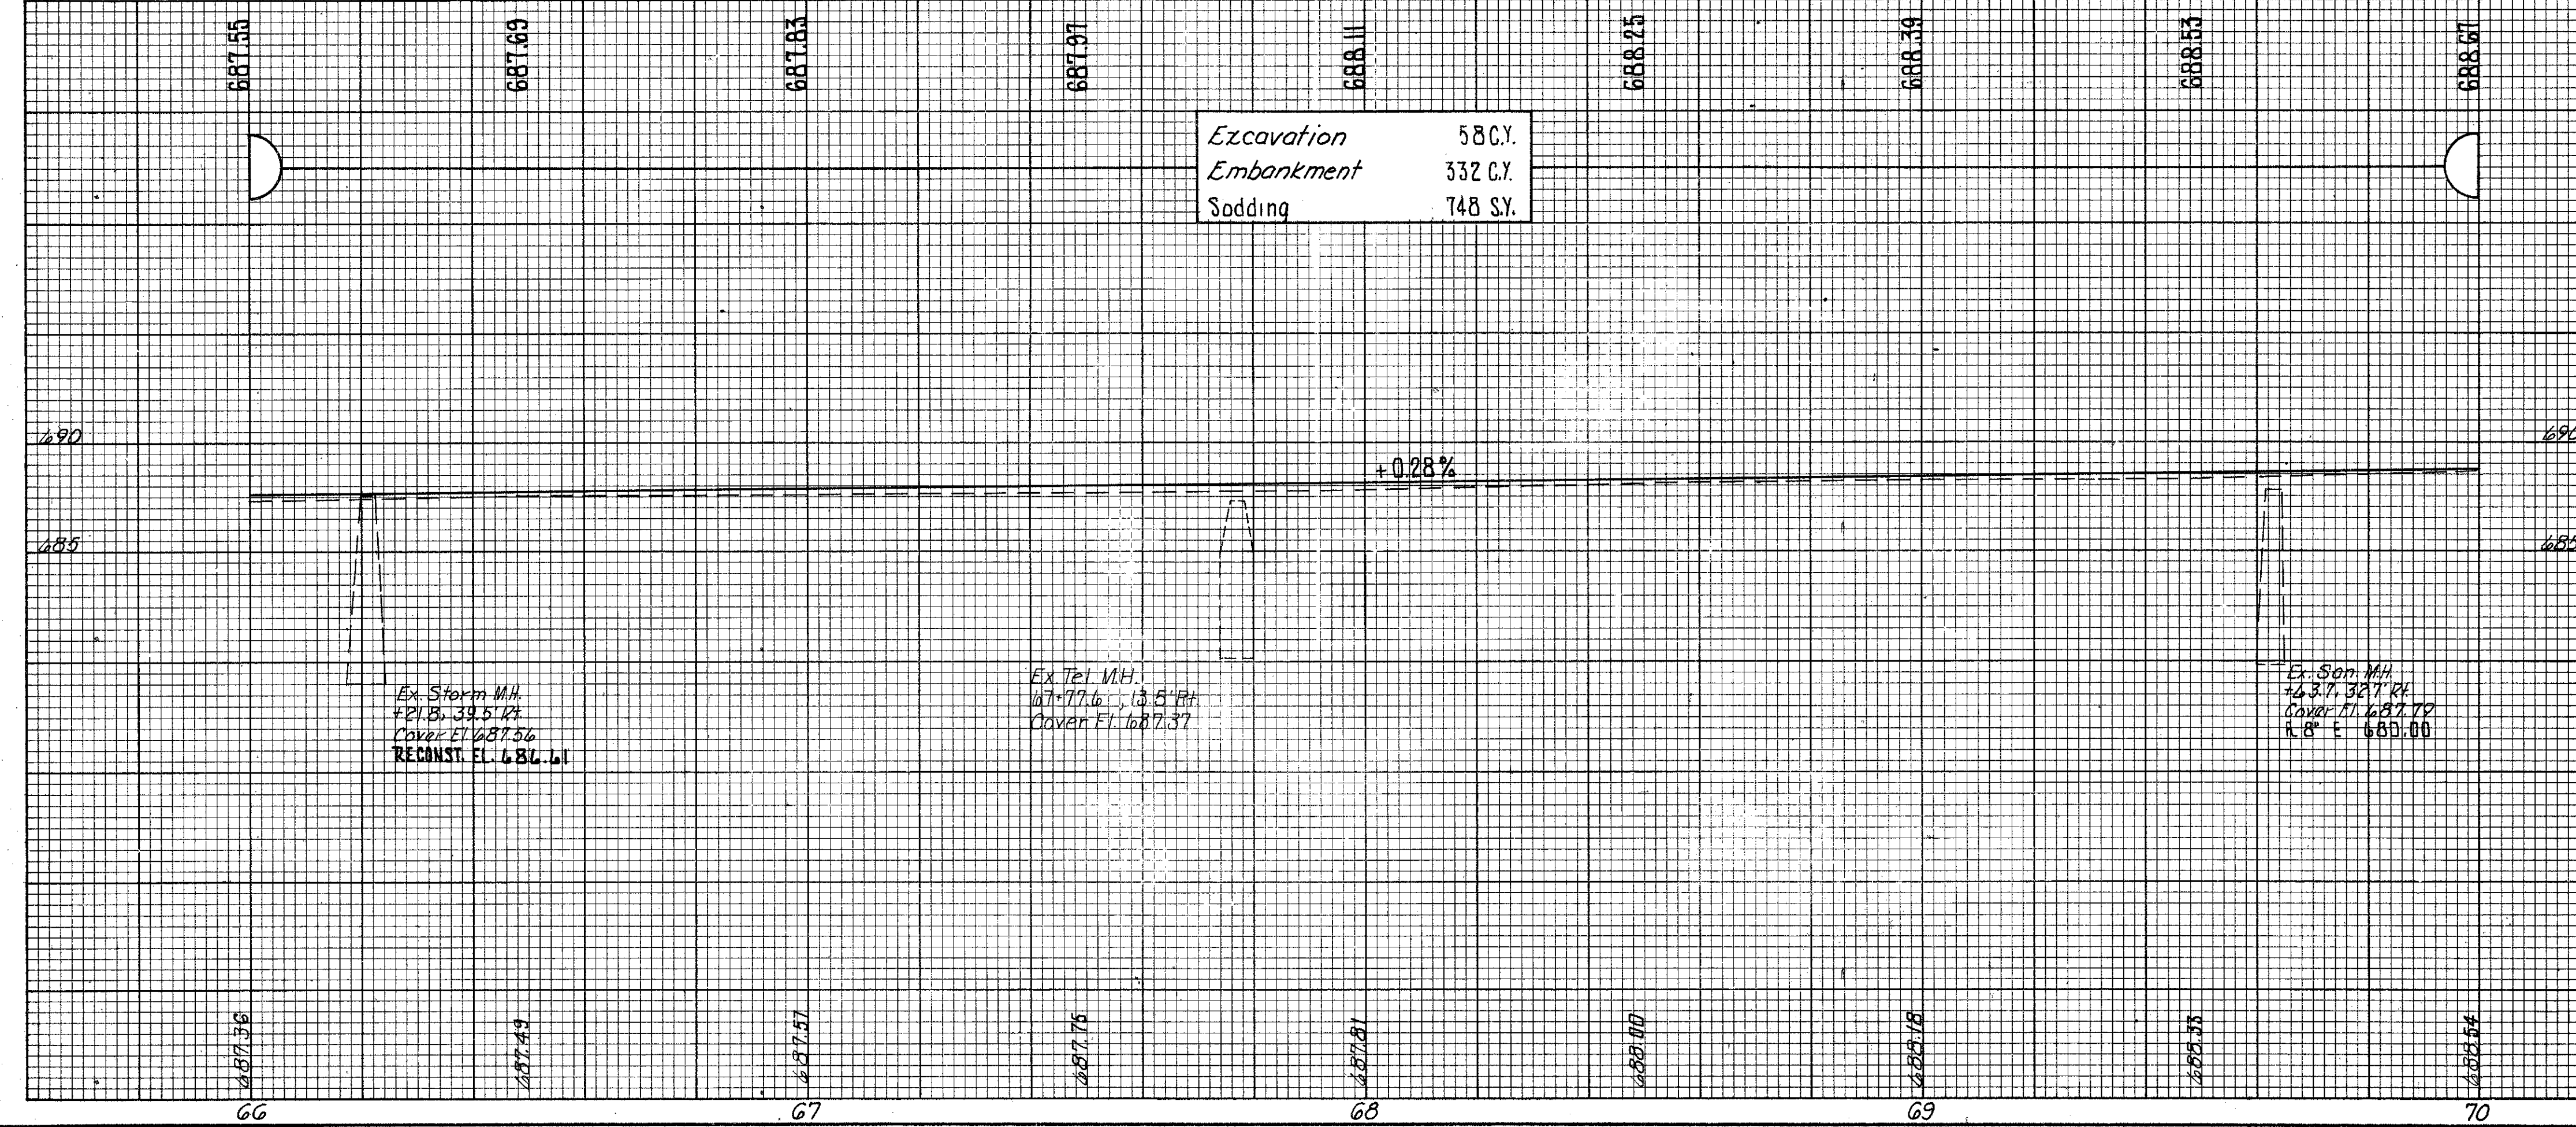 687.55
687.69
687.83
687.97
688.11
688.25
688.39
688.53
688.67
Excavation 58 C.Y.
Embankment 332 C.Y.
Sodding 748 S.Y.
690
690
+0.28%
685
685
Ex. Storm M.H.
+21.8, 39.5' Rt.
Cover El. 687.56
RECONST. EL. 686.61
Ex. Tel. M.H.
67+77.6, 13.5' Rt.
Cover El. 687.37
Ex. San. M.H.
+63.7, 32.7' Rt.
Cover El. 687.79
8" E 680.00
687.36
687.49
687.57
687.75
687.81
688.00
688.18
688.33
688.54
66
67
68
69
70